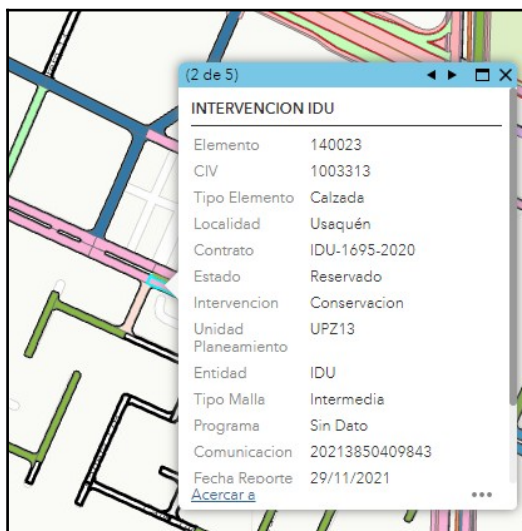 (2 de 5)
INTERVENCION IDU
Elemento 140023
CIV 1003313
Tipo Elemento Calzada
Localidad Usaquén
Contrato IDU-1695-2020
Estado Reservado
Intervencion Conservacion
Unidad UPZ13
Planeamiento
Entidad IDU
Tipo Malla Intermedia
Programa Sin Dato
Comunicacion 20213850409843
Fecha Reporte 29/11/2021
Acercar a